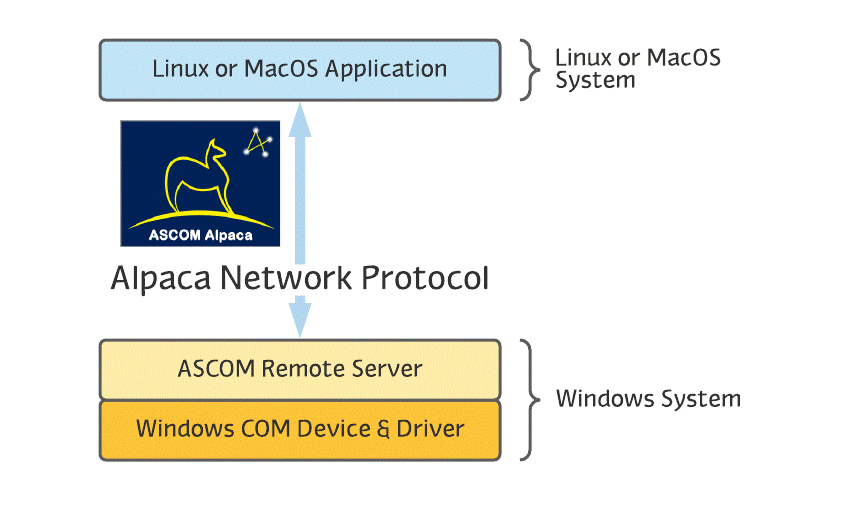 Linux or MacOS Application
Linux or MacOS
System
ASCOM Alpaca
Alpaca Network Protocol
ASCOM Remote Server
Windows COM Device & Driver
Windows System